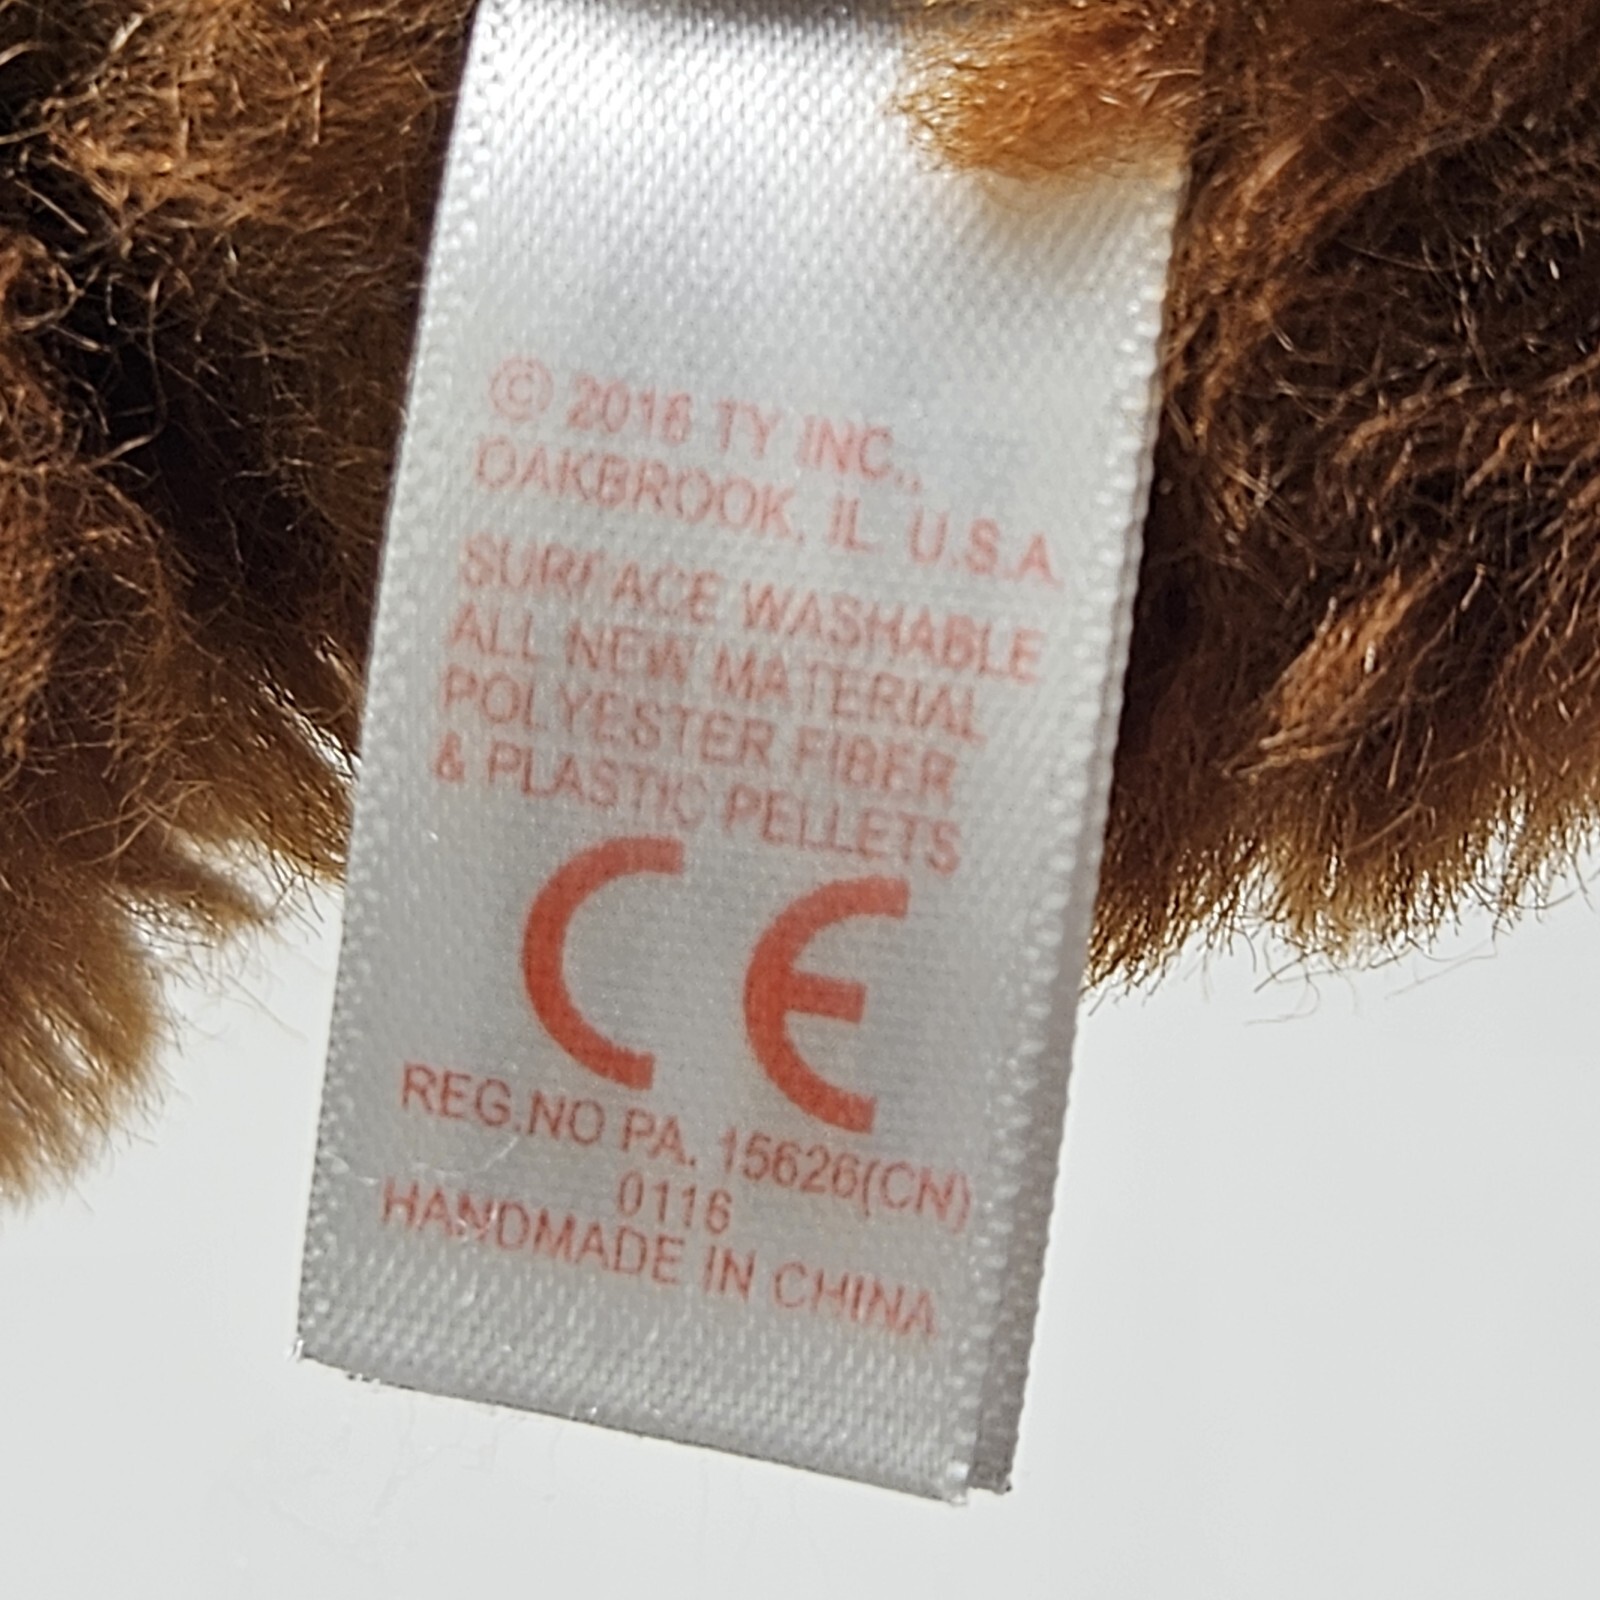 © 2016 TY INC.,
OAKBROOK, IL U.S.A.
SURFACE WASHABLE
ALL NEW MATERIAL
POLYESTER FIBER
& PLASTIC PELLETS
CE
REG.NO PA. 15626(CN)
0116
HANDMADE IN CHINA